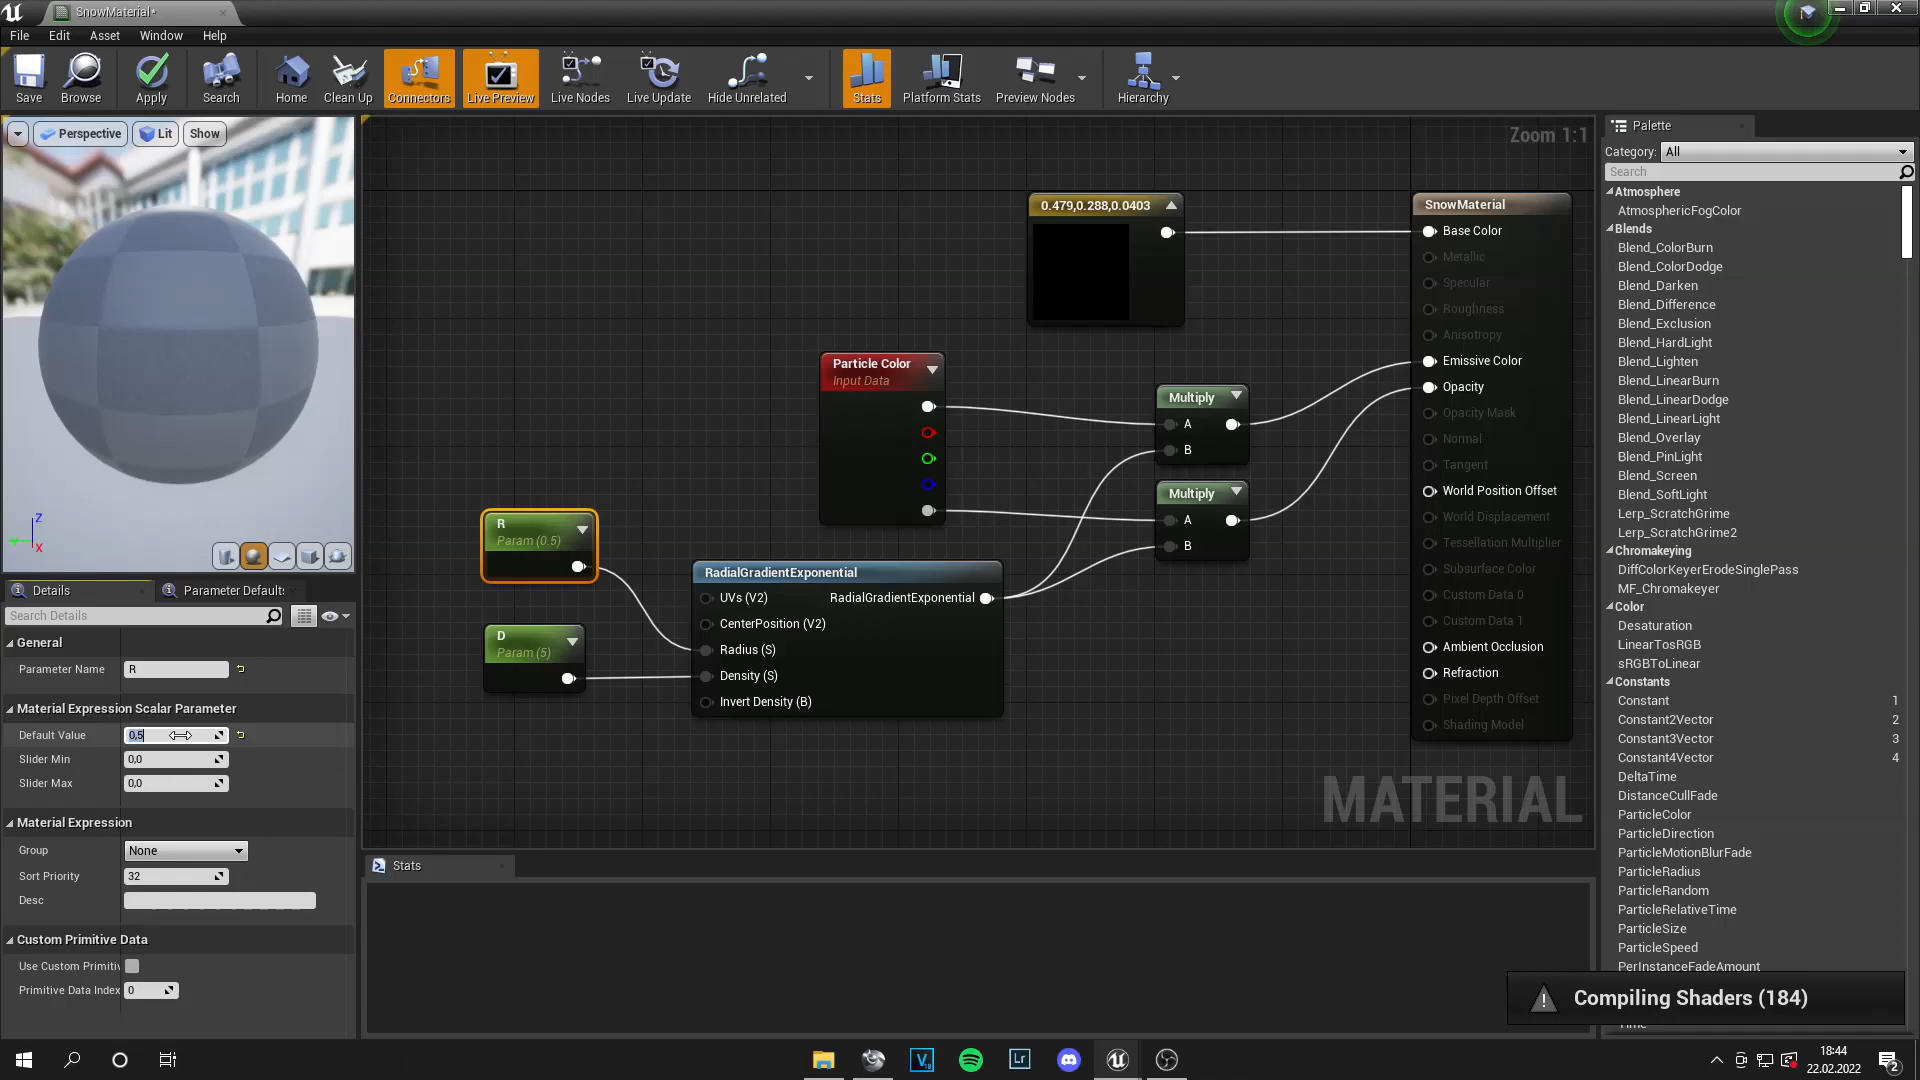 SnowMaterial*
File
Edit
Asset
Window
Help
Save
Browse
Apply
Search
Home
Clean Up
Connectors
Live Preview
Live Nodes
Live Update
Hide Unrelated
Stats
Platform Stats
Preview Nodes
Hierarchy
Perspective
Lit
Show
Z
Y
X
Details
Parameter Default
Search Details
General
Parameter Name
R
Material Expression Scalar Parameter
Default Value
0,5
Slider Min
0,0
Slider Max
0,0
Material Expression
Group
None
Sort Priority
32
Desc
Custom Primitive Data
Use Custom Primitiv
Primitive Data Index
0
Zoom 1:1
0.479,0.288,0.0403
Particle Color
Input Data
Multiply
A
B
Multiply
A
B
R
Param (0.5)
D
Param (5)
RadialGradientExponential
UVs (V2)
RadialGradientExponential
CenterPosition (V2)
Radius (S)
Density (S)
Invert Density (B)
SnowMaterial
Base Color
Metallic
Specular
Roughness
Anisotropy
Emissive Color
Opacity
Opacity Mask
Normal
Tangent
World Position Offset
World Displacement
Tessellation Multiplier
Subsurface Color
Custom Data 0
Custom Data 1
Ambient Occlusion
Refraction
Pixel Depth Offset
Shading Model
MATERIAL
Stats
Palette
Category:
All
Search
Atmosphere
AtmosphericFogColor
Blends
Blend_ColorBurn
Blend_ColorDodge
Blend_Darken
Blend_Difference
Blend_Exclusion
Blend_HardLight
Blend_Lighten
Blend_LinearBurn
Blend_LinearDodge
Blend_LinearLight
Blend_Overlay
Blend_PinLight
Blend_Screen
Blend_SoftLight
Lerp_ScratchGrime
Lerp_ScratchGrime2
Chromakeying
DiffColorKeyerErodeSinglePass
MF_Chromakeyer
Color
Desaturation
LinearTosRGB
sRGBToLinear
Constants
Constant 1
Constant2Vector 2
Constant3Vector 3
Constant4Vector 4
DeltaTime
DistanceCullFade
ParticleColor
ParticleDirection
ParticleMotionBlurFade
ParticleRadius
ParticleRandom
ParticleRelativeTime
ParticleSize
ParticleSpeed
PerInstanceFadeAmount
Compiling Shaders (184)
Time
Lr
18:44
22.02.2022
2